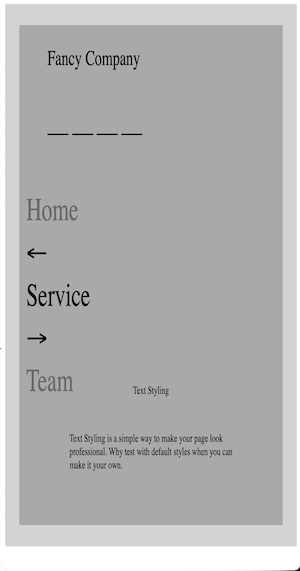 Fancy Company
————
Home
←
Service
→
Team
Text Styling
Text Styling is a simple way to make your page look
professional. Why test with default styles when you can
make it your own.